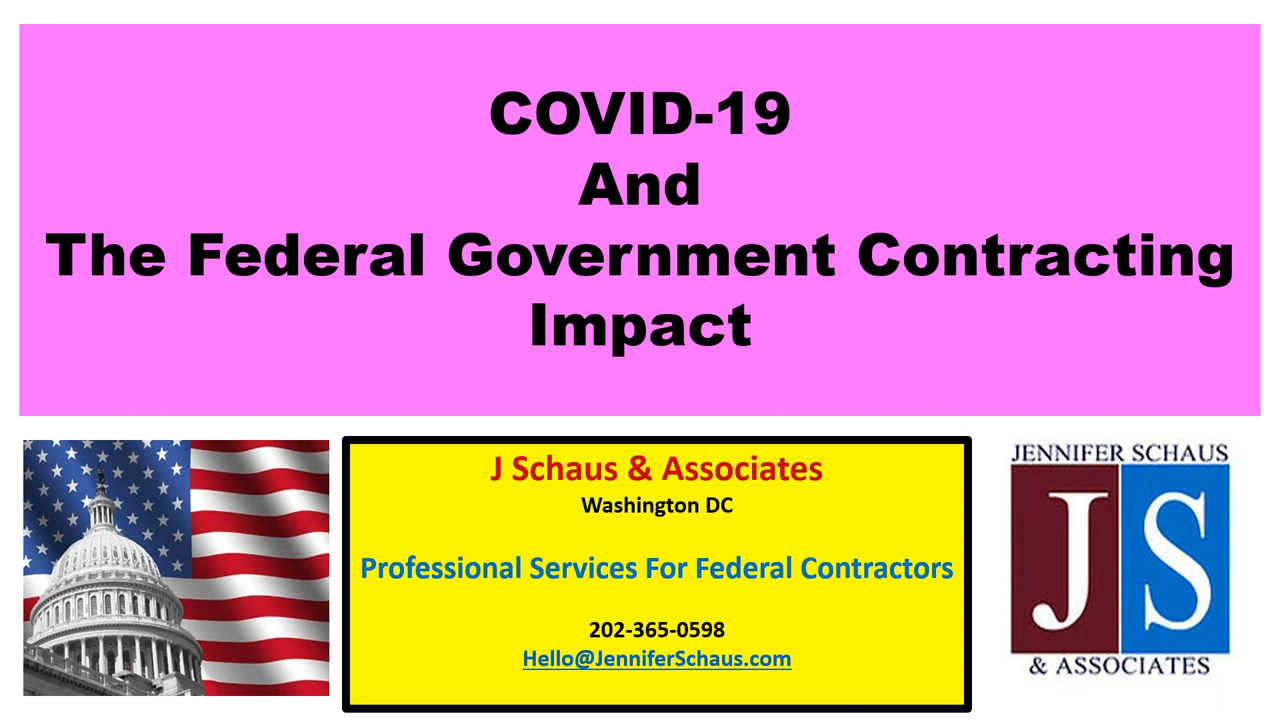 COVID-19
And
The Federal Government Contracting
Impact
J Schaus & Associates
Washington DC
Professional Services For Federal Contractors
202-365-0598
Hello@JenniferSchaus.com
JENNIFER SCHAUS
JS
& ASSOCIATES